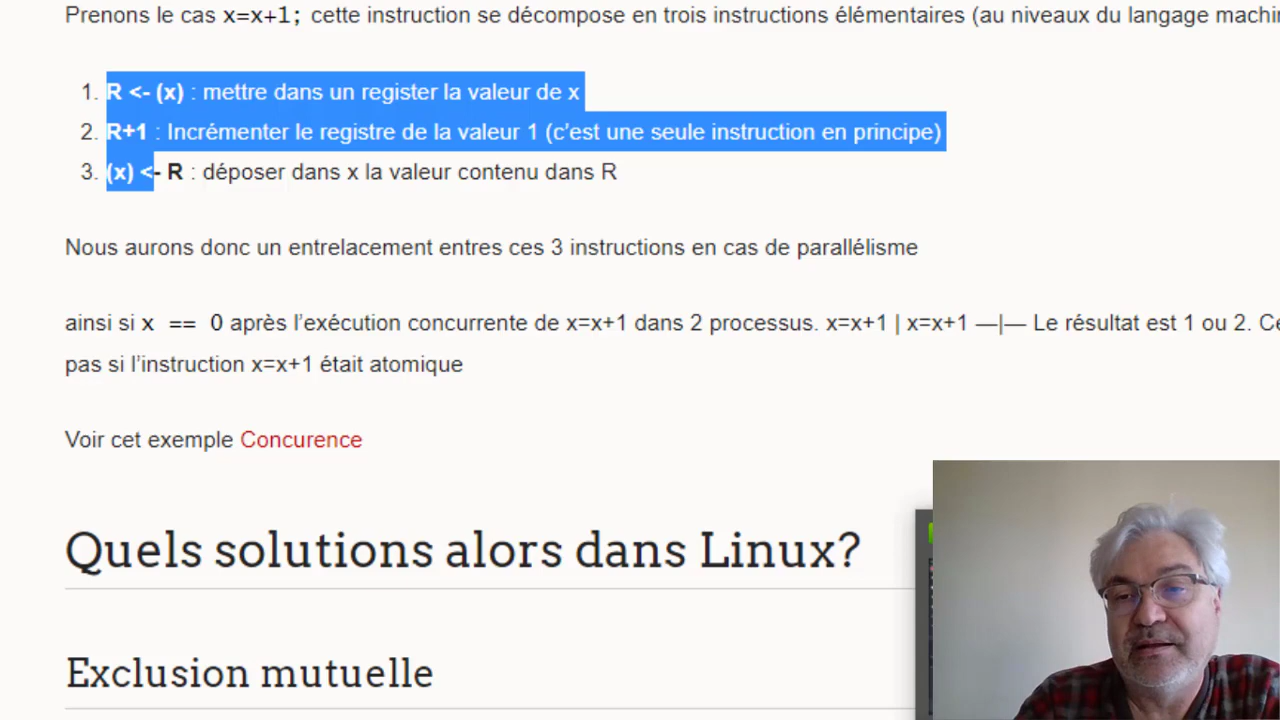 Prenons le cas x=x+1; cette instruction se décompose en trois instructions élémentaires (au niveaux du langage machi
1. R <- (x) : mettre dans un register la valeur de x
2. R+1 : Incrémenter le registre de la valeur 1 (c'est une seule instruction en principe)
3. (x) <- R : déposer dans x la valeur contenu dans R
Nous aurons donc un entrelacement entres ces 3 instructions en cas de parallélisme
ainsi si x == 0 après l'exécution concurrente de x=x+1 dans 2 processus. x=x+1 | x=x+1 —|— Le résultat est 1 ou 2. Ce
pas si l'instruction x=x+1 était atomique
Voir cet exemple Concurence
Quels solutions alors dans Linux?
Exclusion mutuelle